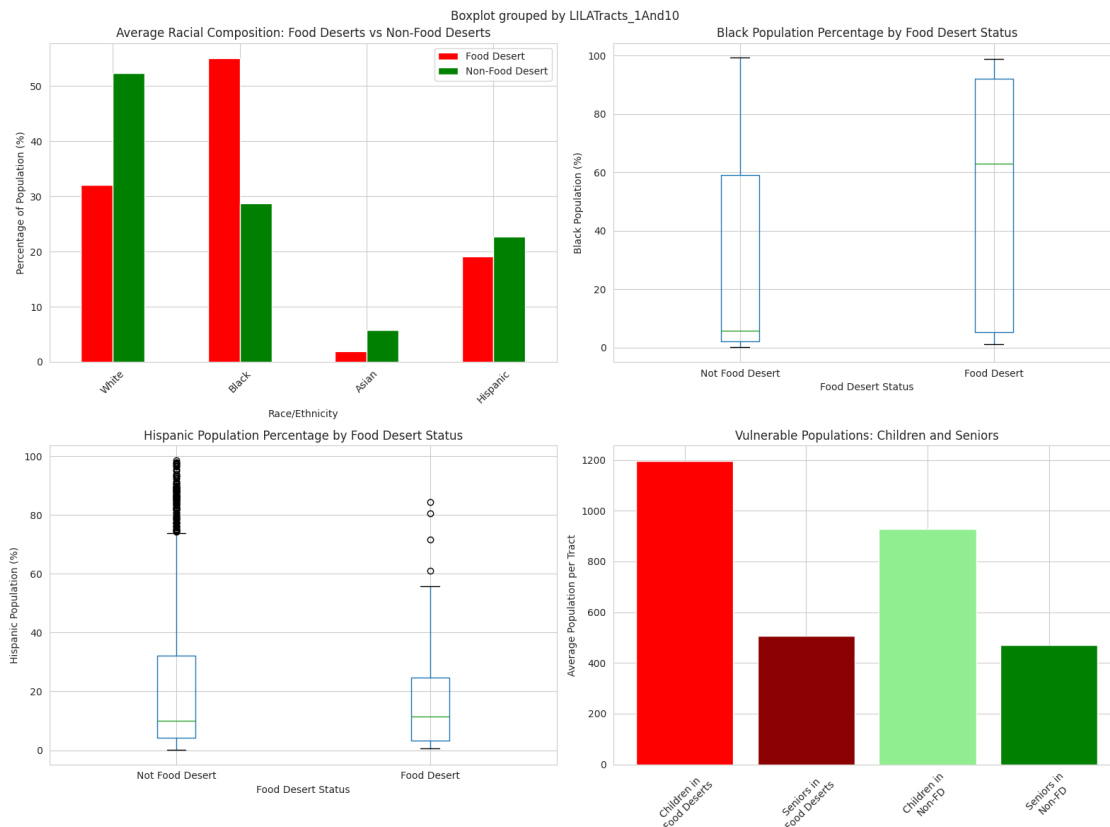 Boxplot grouped by LILATracts_1And10
Average Racial Composition: Food Deserts vs Non-Food Deserts
Food Desert
Non-Food Desert
Percentage of Population (%)
50
40
30
20
10
0
White
Black
Asian
Hispanic
Race/Ethnicity
Black Population Percentage by Food Desert Status
Black Population (%)
100
80
60
40
20
0
Not Food Desert
Food Desert
Food Desert Status
Hispanic Population Percentage by Food Desert Status
Hispanic Population (%)
100
80
60
40
20
0
Not Food Desert
Food Desert
Food Desert Status
Vulnerable Populations: Children and Seniors
Average Population per Tract
1200
1000
800
600
400
200
0
Children in
Food Deserts
Seniors in
Food Deserts
Children in
Non-FD
Seniors in
Non-FD